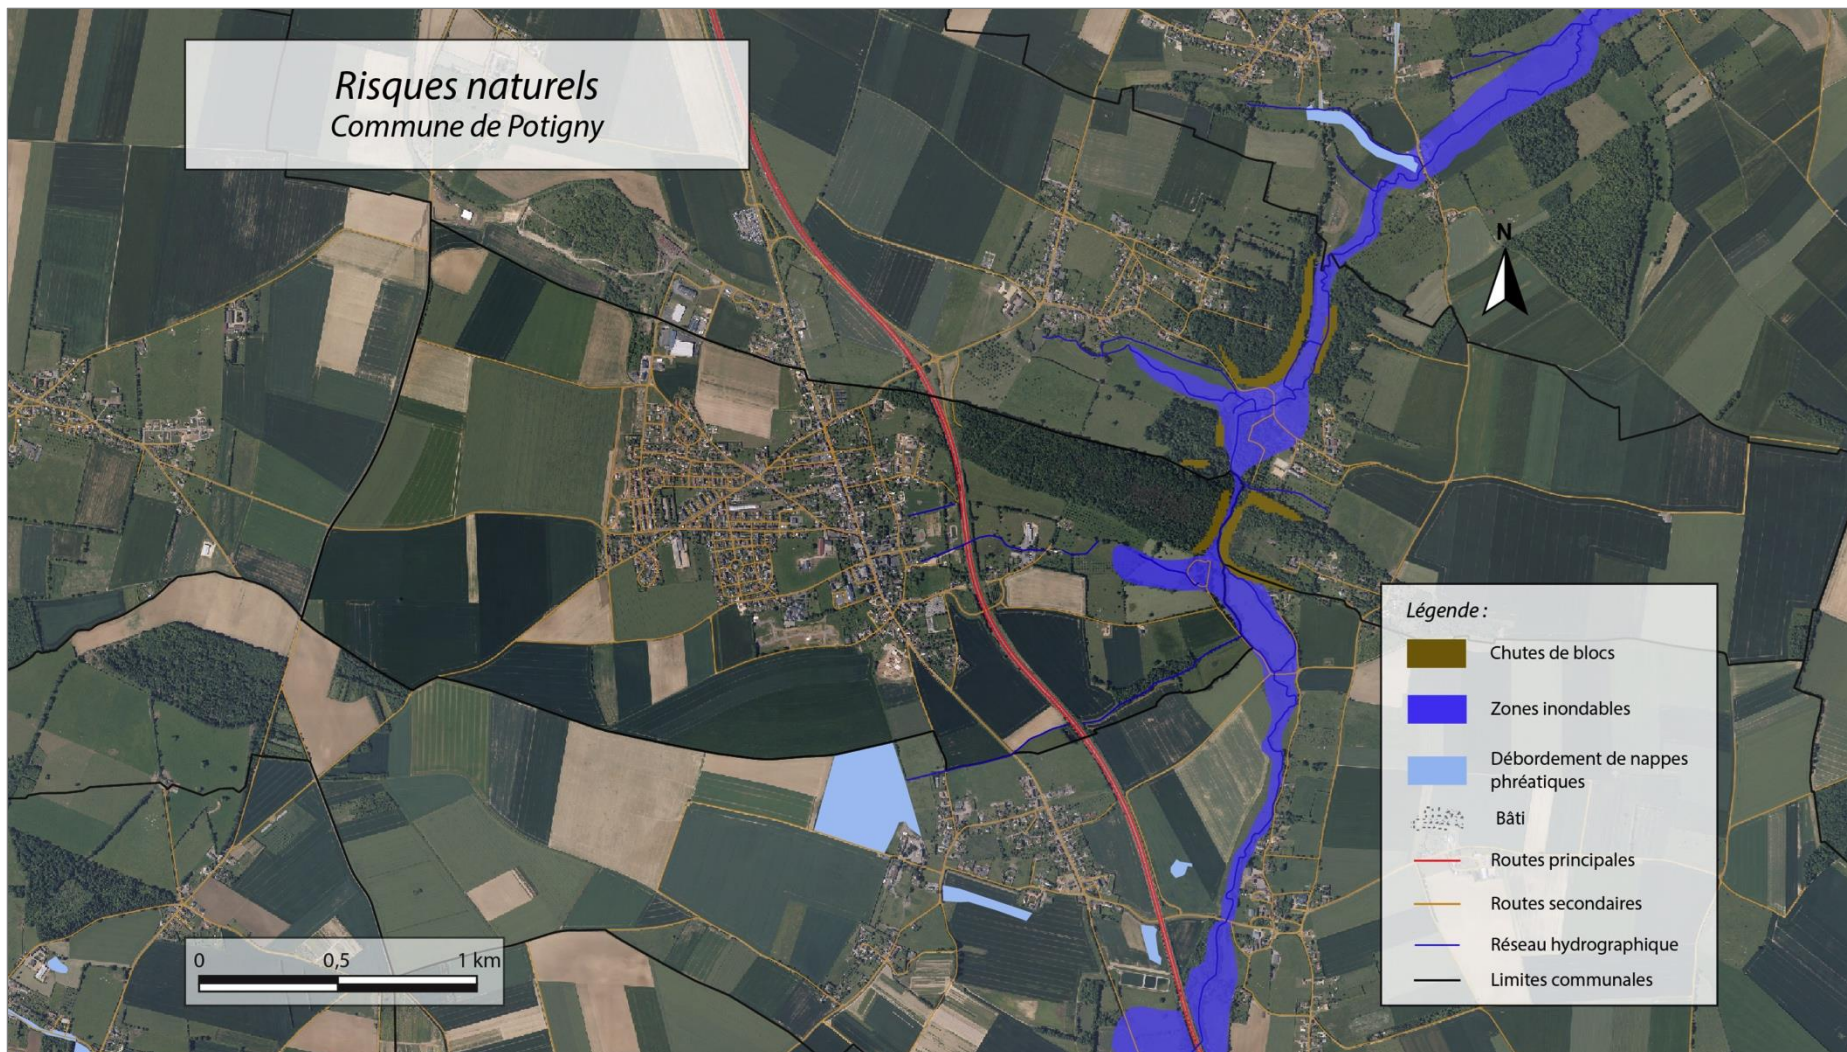 Risques naturels
Commune de Potigny
N
Légende :
Chutes de blocs
Zones inondables
Débordement de nappes
phréatiques
Bâti
Routes principales
Routes secondaires
Réseau hydrographique
Limites communales
0 0,5 1 km